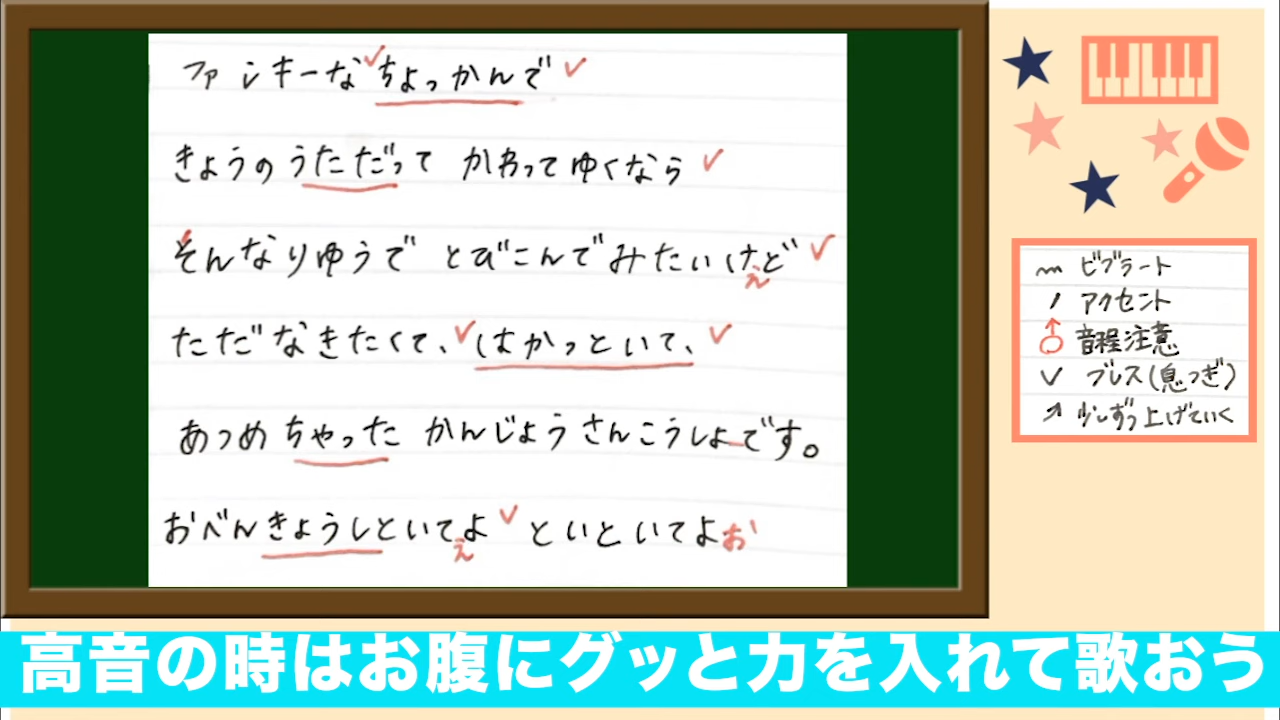 ファンキーなちょっかんで
きょうのうただって かわってゆくなら
そんなりゆうで とびこんでみたいけど
え
ただなきたくて、はかっといて、
あつめちゃった かんじょうさんこうしよです。
おべんきょうしといてよ といといてよお
え
ビブラート
アクセント
音程注意
ブレス(息つぎ)
少しずつ上げていく
高音の時はお腹にグッと力を入れて歌おう